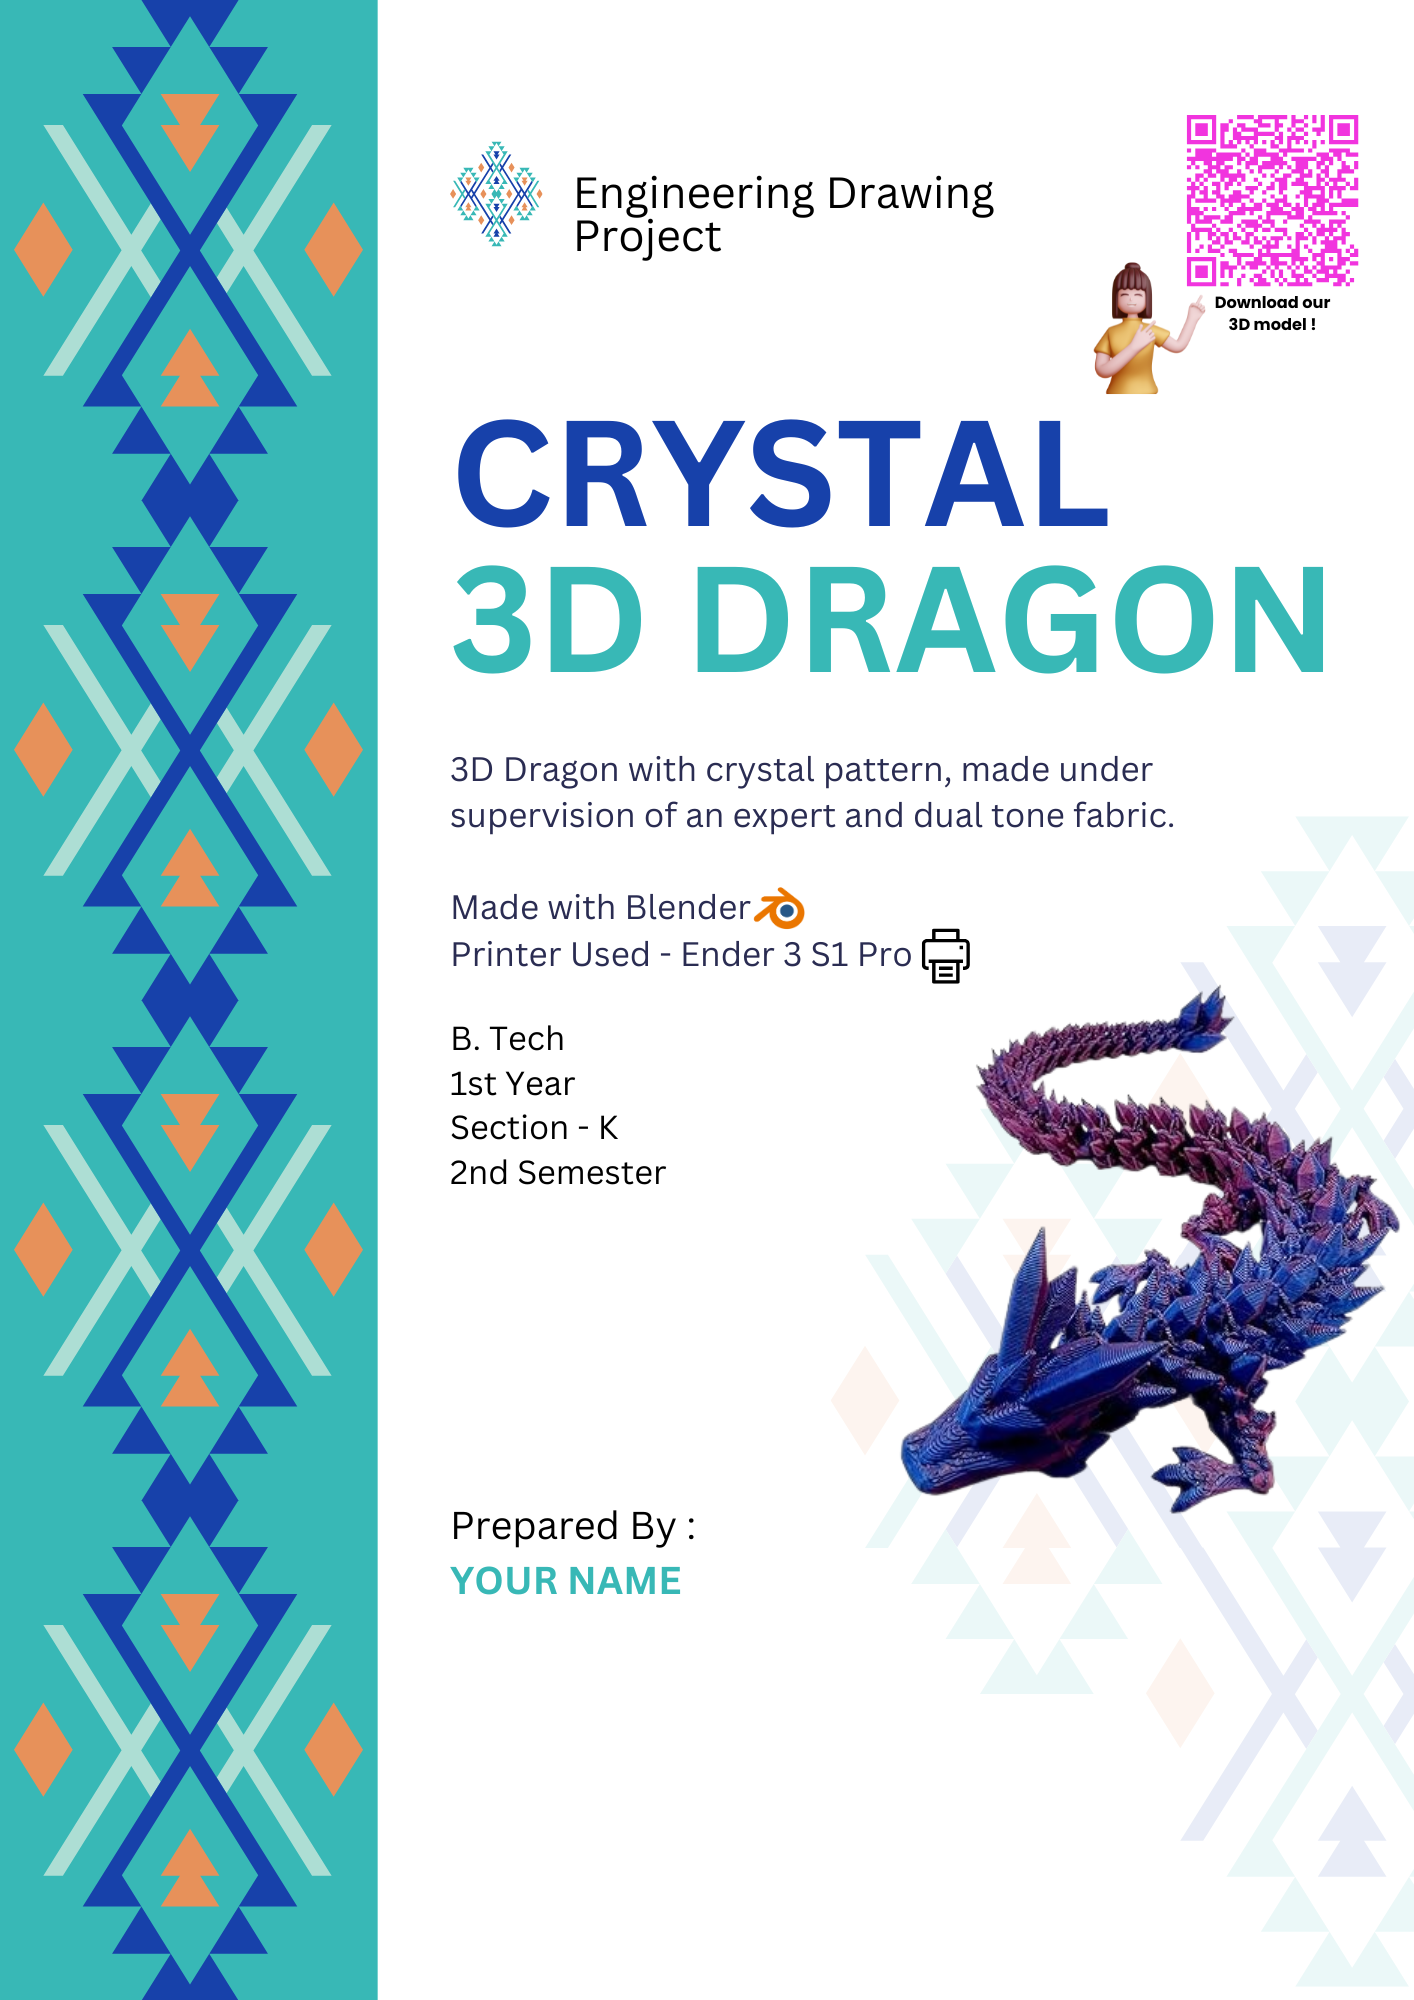 Engineering Drawing
Project
Download our
3D model !
CRYSTAL
3D DRAGON
3D Dragon with crystal pattern, made under
supervision of an expert and dual tone fabric.
Made with Blender
Printer Used - Ender 3 S1 Pro
B. Tech
1st Year
Section - K
2nd Semester
Prepared By :
YOUR NAME